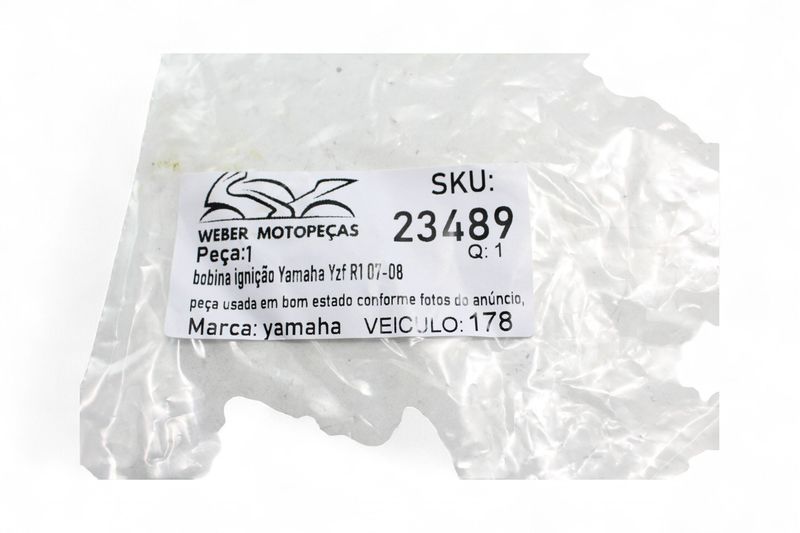 WEBER MOTOPEÇAS
SKU:
23489
Q: 1
Peça:1
bobina ignição Yamaha Yzf R1 07-08
peça usada em bom estado conforme fotos do anúncio,
Marca: yamaha VEICULO: 178